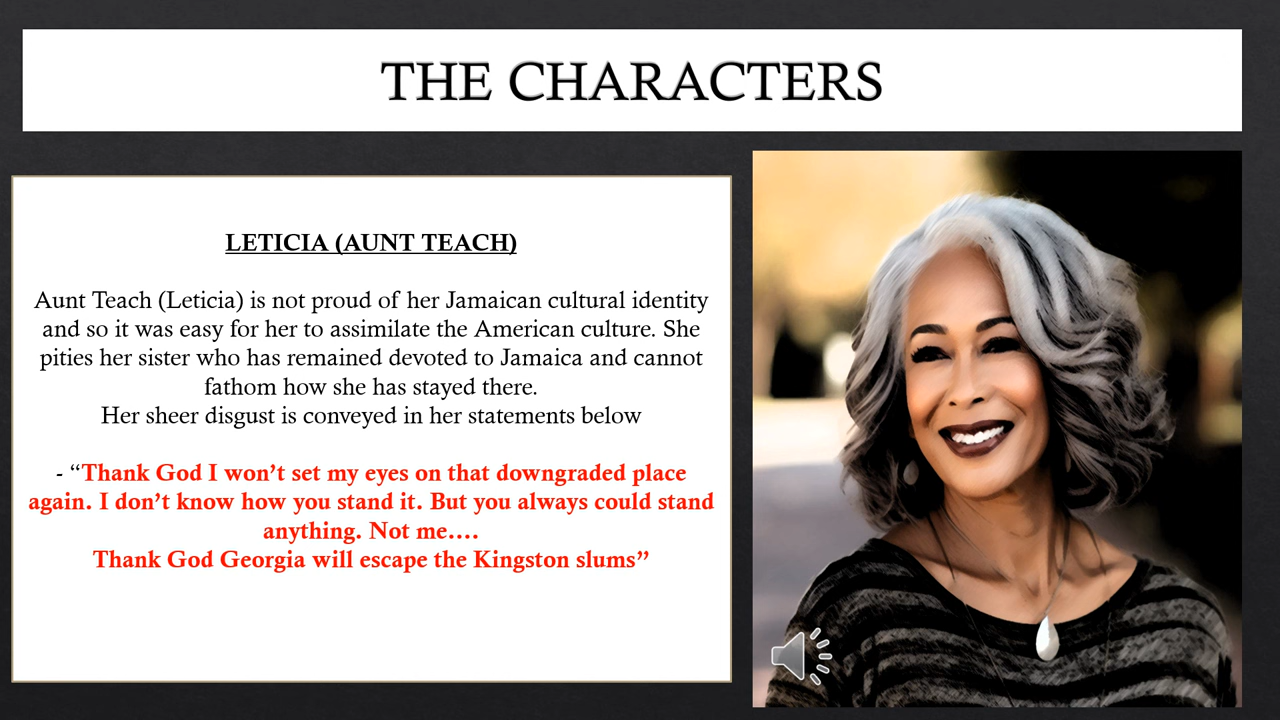 THE CHARACTERS
LETICIA (AUNT TEACH)
Aunt Teach (Leticia) is not proud of her Jamaican cultural identity
and so it was easy for her to assimilate the American culture. She
pities her sister who has remained devoted to Jamaica and cannot
fathom how she has stayed there.
Her sheer disgust is conveyed in her statements below
- “Thank God I won’t set my eyes on that downgraded place
again. I don’t know how you stand it. But you always could stand
anything. Not me….
Thank God Georgia will escape the Kingston slums”